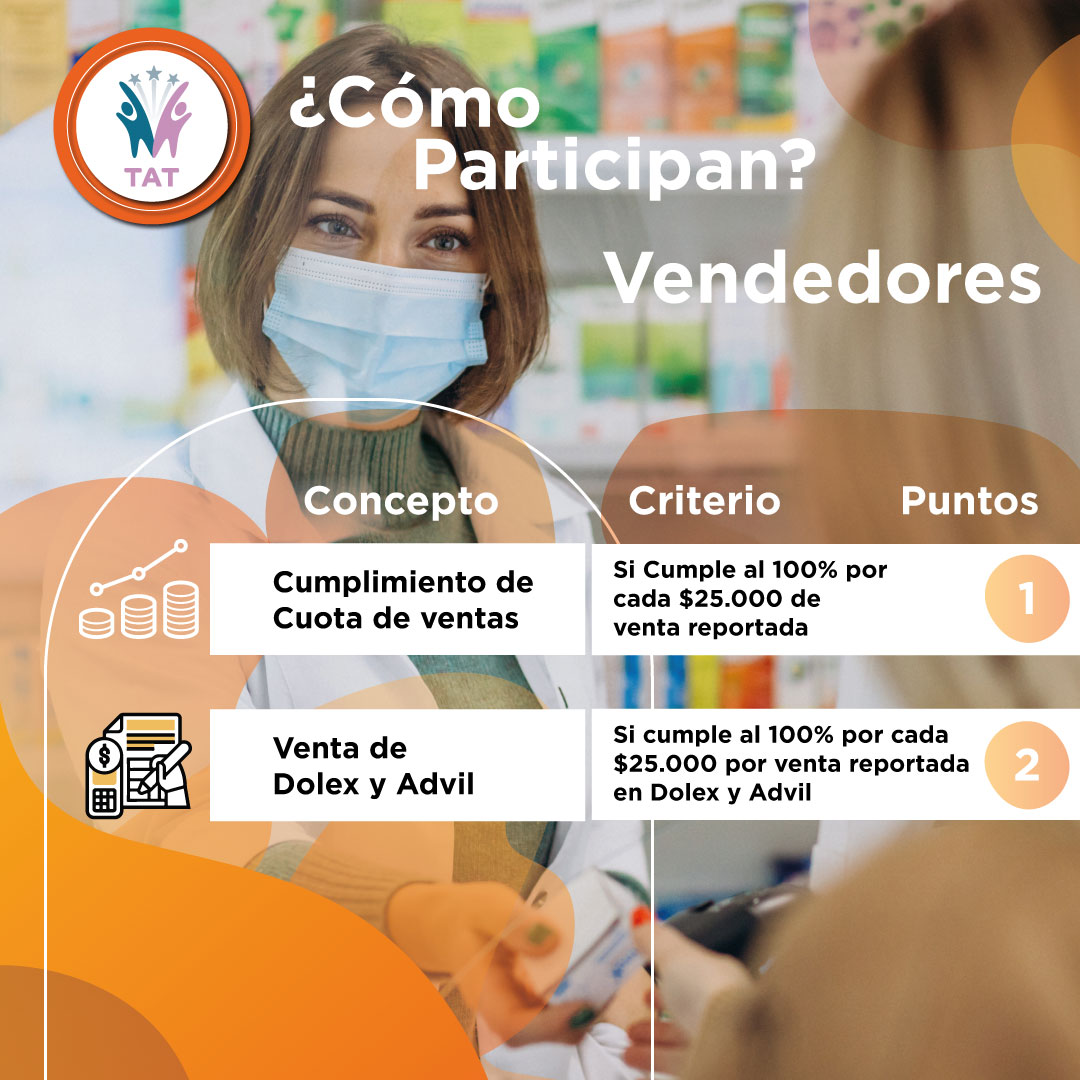 TAT
¿Cómo
Participan?
Vendedores
Concepto
Criterio
Puntos
Cumplimiento de
Cuota de ventas
Si Cumple al 100% por
cada $25.000 de
venta reportada
1
$
Venta de
Dolex y Advil
Si cumple al 100% por cada
$25.000 por venta reportada
en Dolex y Advil
2